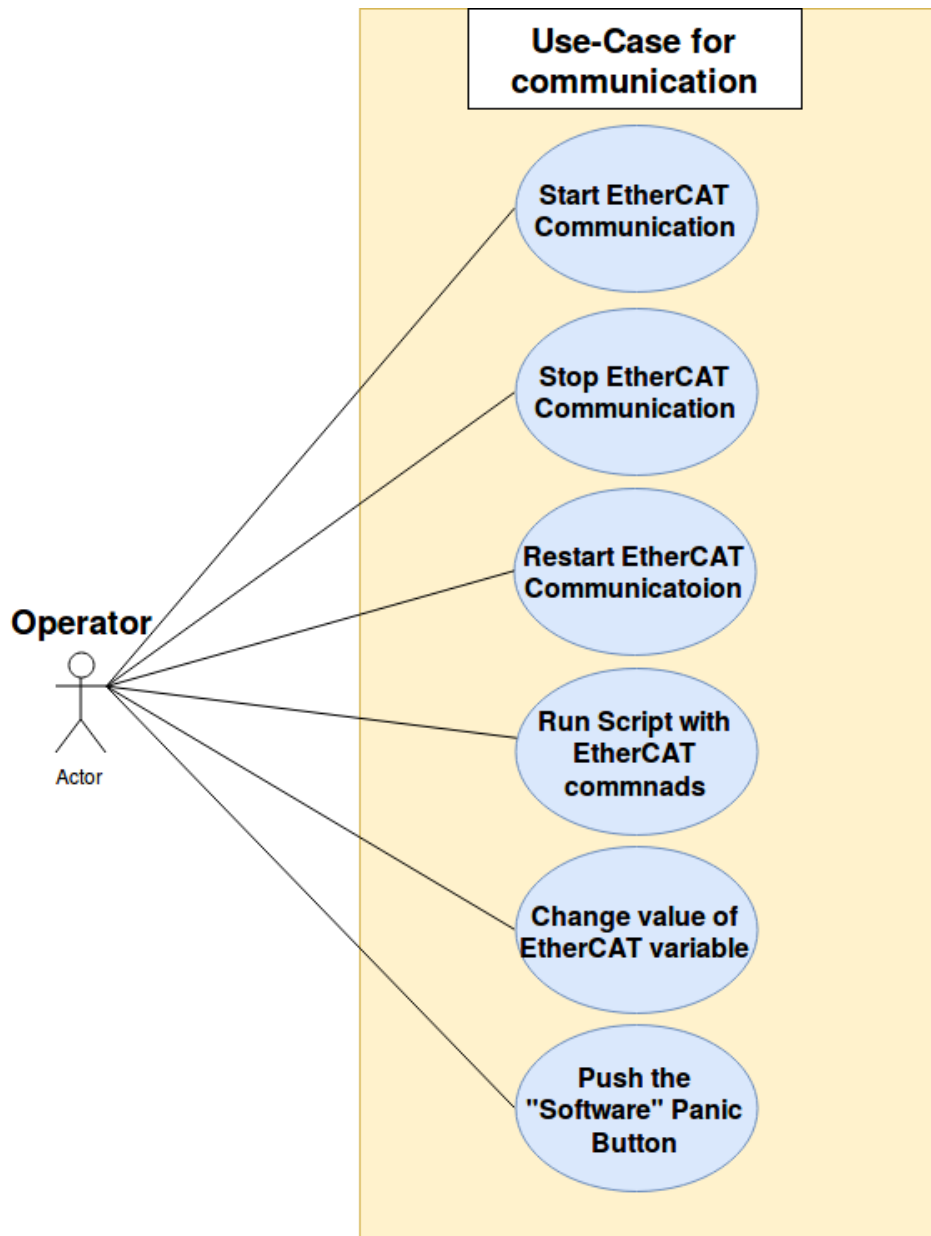 Use-Case for
communication
Start EtherCAT
Communication
Stop EtherCAT
Communication
Restart EtherCAT
Communicatoion
Operator
Actor
Run Script with
EtherCAT
commnads
Change value of
EtherCAT variable
Push the
"Software" Panic
Button